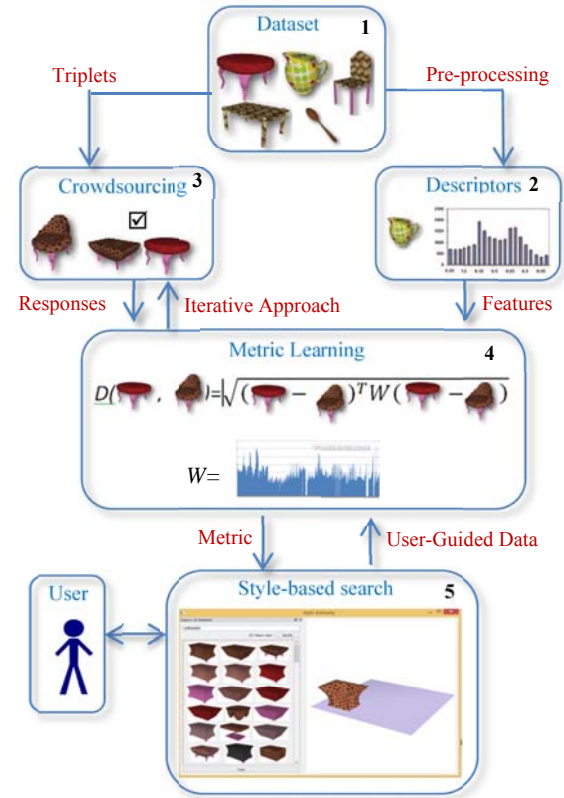 Dataset 1
Triplets
Pre-processing
Crowdsourcing 3
Descriptors 2
Responses
Iterative Approach
Features
Metric Learning 4
D( , )=√( − )ᵀ W( − )
W=
Metric
User-Guided Data
User
Style-based search 5